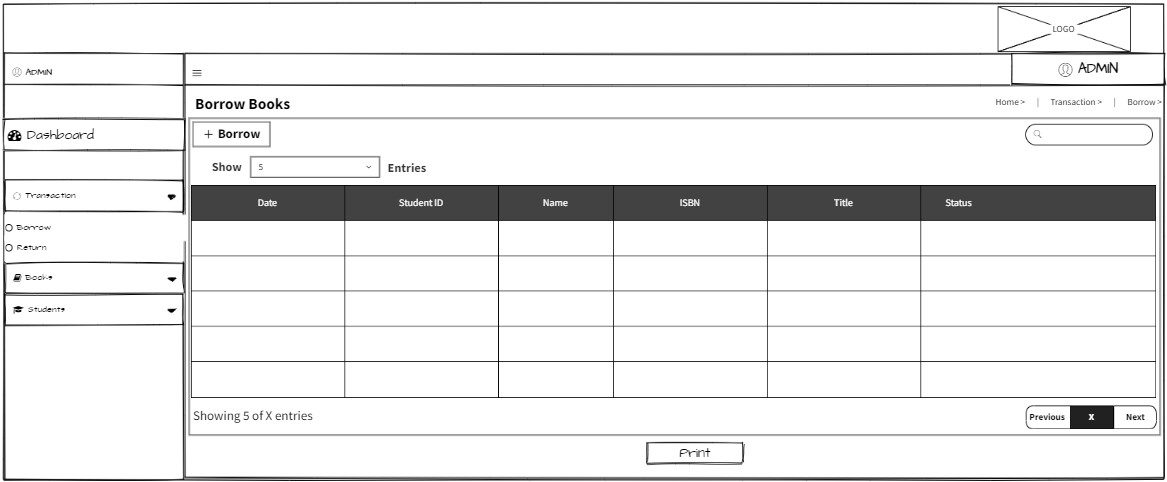 LOGO
ADMIN
ADMIN
Borrow Books
Home > | Transaction > | Borrow >
Dashboard
+ Borrow
Show 5 Entries
Transaction
Date Student ID Name ISBN Title Status
Borrow
Return
Books
Students
Showing 5 of X entries
Previous X Next
Print